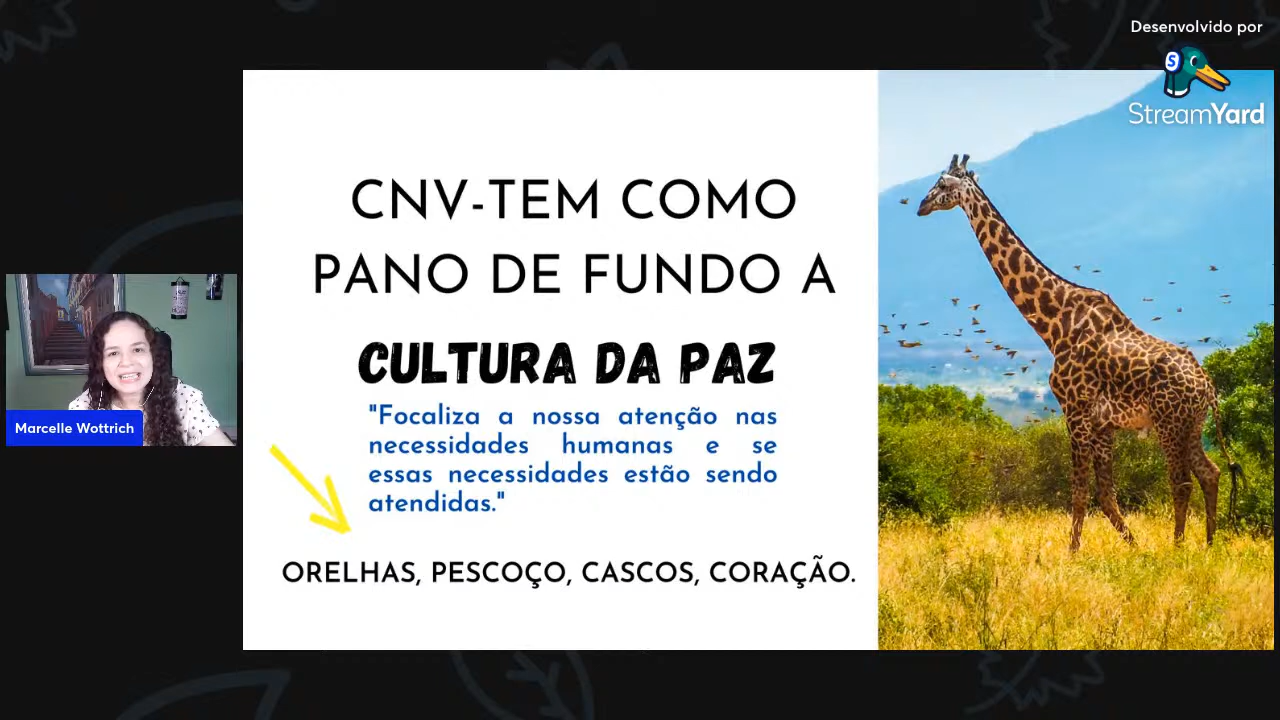 Desenvolvido por
StreamYard
CNV-TEM COMO
PANO DE FUNDO A
CULTURA DA PAZ
"Focaliza a nossa atenção nas
necessidades humanas e se
essas necessidades estão sendo
atendidas."
ORELHAS, PESCOÇO, CASCOS, CORAÇÃO.
Marcelle Wottrich